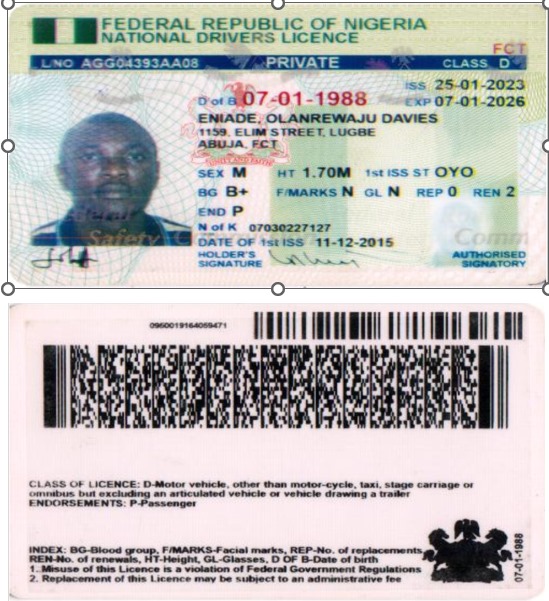 FEDERAL REPUBLIC OF NIGERIA
NATIONAL DRIVERS LICENCE
FCT
L/NO AGG04393AA08 PRIVATE CLASS D
ISS 25-01-2023
D of B 07-01-1988 EXP 07-01-2026
ENIADE, OLANREWAJU DAVIES
1159, ELIM STREET, LUGBE
ABUJA, FCT
UNITY AND FAITH
SEX M HT 1.70M 1st ISS ST OYO
BG B+ F/MARKS N GL N REP 0 REN 2
END P
N of K 07030227127
Safety Comm
DATE OF 1st ISS 11-12-2015
HOLDER'S SIGNATURE
AUTHORISED SIGNATORY
0960019164059471
CLASS OF LICENCE: D-Motor vehicle, other than motor-cycle, taxi, stage carriage or
omnibus but excluding an articulated vehicle or vehicle drawing a trailer
ENDORSEMENTS: P-Passenger
INDEX: BG-Blood group, F/MARKS-Facial marks, REP-No. of replacements,
REN-No. of renewals, HT-Height, GL-Glasses, D OF B-Date of birth
1. Misuse of this Licence is a violation of Federal Government Regulations
2. Replacement of this Licence may be subject to an administrative fee
07-01-1988